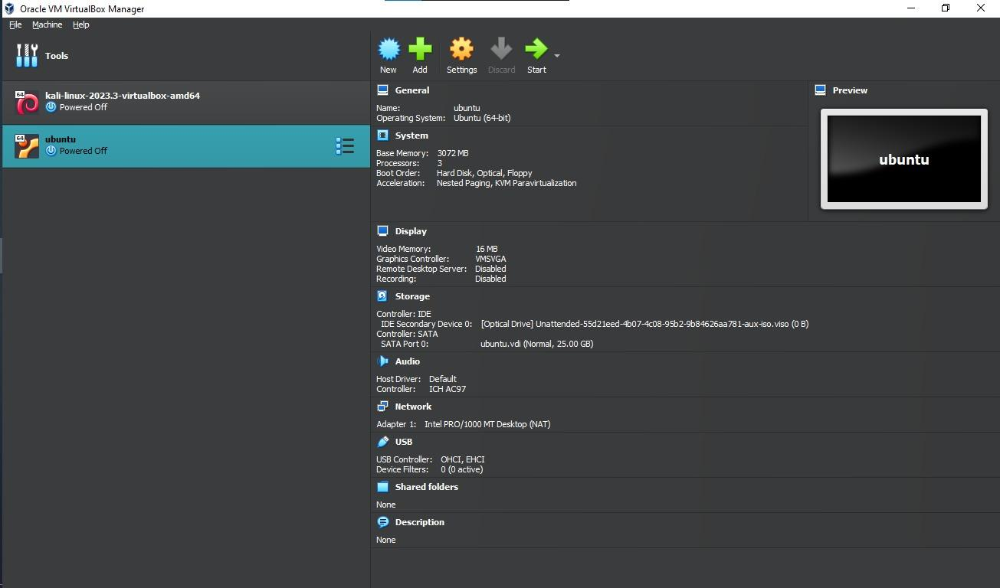 Oracle VM VirtualBox Manager
File Machine Help
Tools
New Add Settings Discard Start
64
kali-linux-2023.3-virtualbox-amd64
Powered Off
64
ubuntu
Powered Off
General
Name: ubuntu
Operating System: Ubuntu (64-bit)
System
Base Memory: 3072 MB
Processors: 3
Boot Order: Hard Disk, Optical, Floppy
Acceleration: Nested Paging, KVM Paravirtualization
Preview
ubuntu
Display
Video Memory: 16 MB
Graphics Controller: VMSVGA
Remote Desktop Server: Disabled
Recording: Disabled
Storage
Controller: IDE
IDE Secondary Device 0: [Optical Drive] Unattended-55d21eed-4b07-4c08-95b2-9b84626aa781-aux-iso.viso (0 B)
Controller: SATA
SATA Port 0: ubuntu.vdi (Normal, 25.00 GB)
Audio
Host Driver: Default
Controller: ICH AC97
Network
Adapter 1: Intel PRO/1000 MT Desktop (NAT)
USB
USB Controller: OHCI, EHCI
Device Filters: 0 (0 active)
Shared folders
None
Description
None